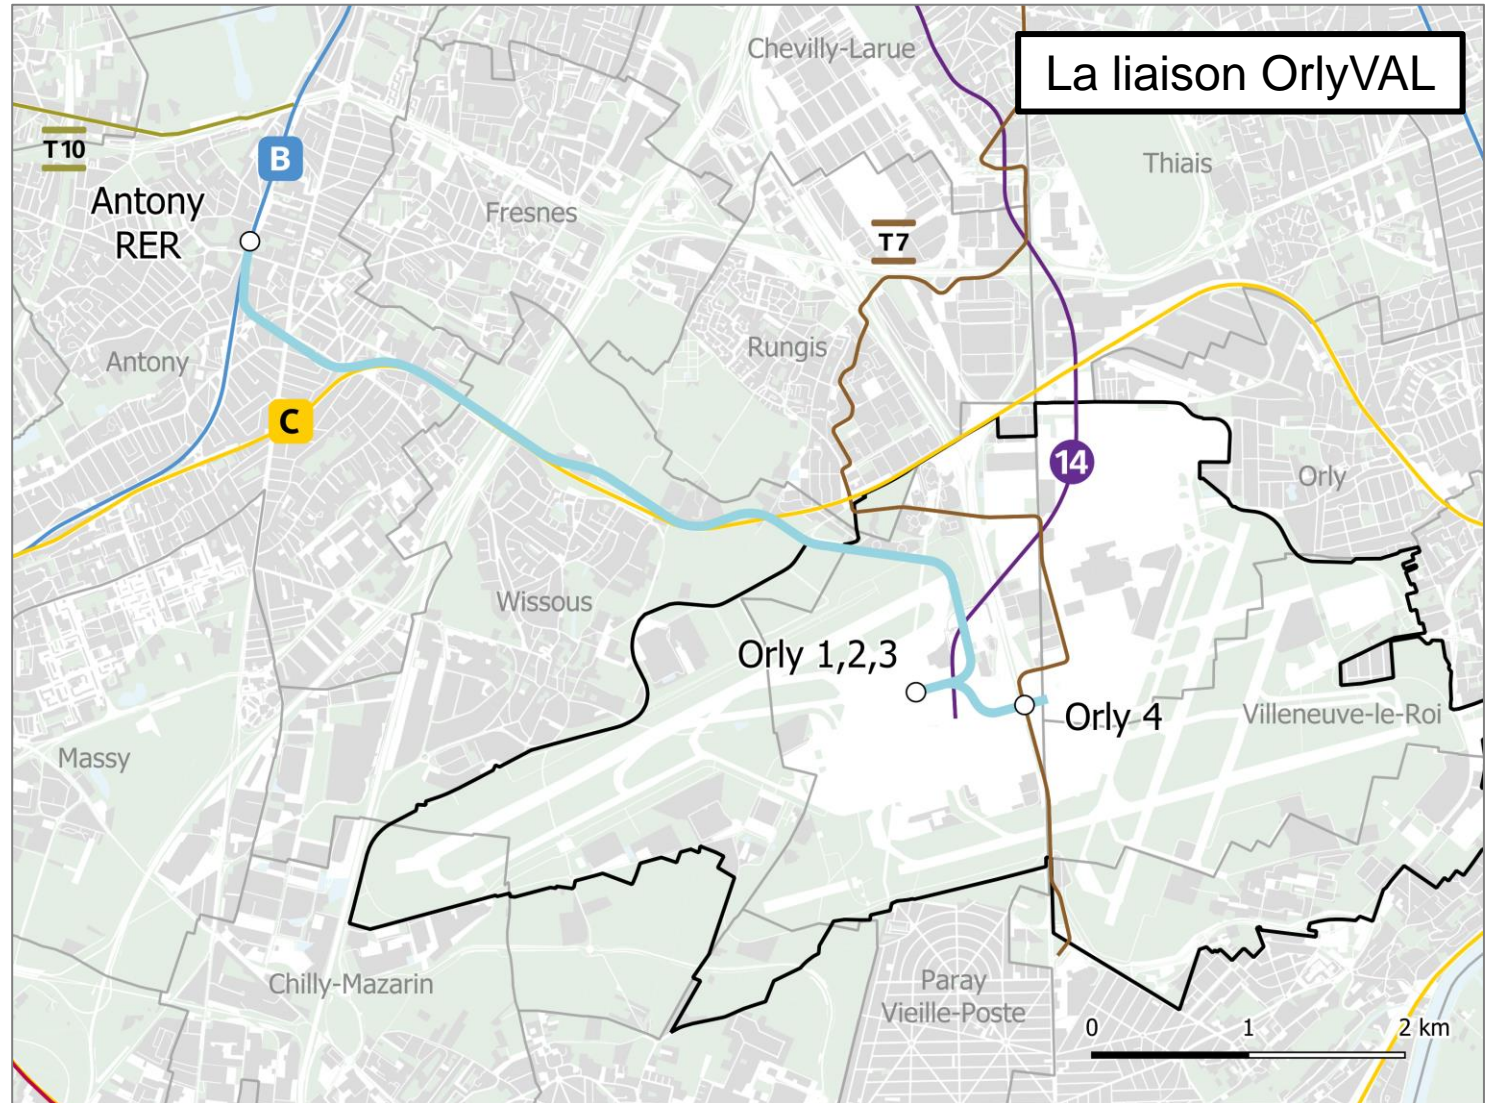 La liaison OrlyVAL
Chevilly-Larue
T10
B
Thiais
Antony
RER
Fresnes
T7
Antony
Rungis
C
14
Orly
Wissous
Orly 1,2,3
Orly 4
Villeneuve-le-Roi
Massy
Chilly-Mazarin
Paray
Vieille-Poste
0 1 2 km